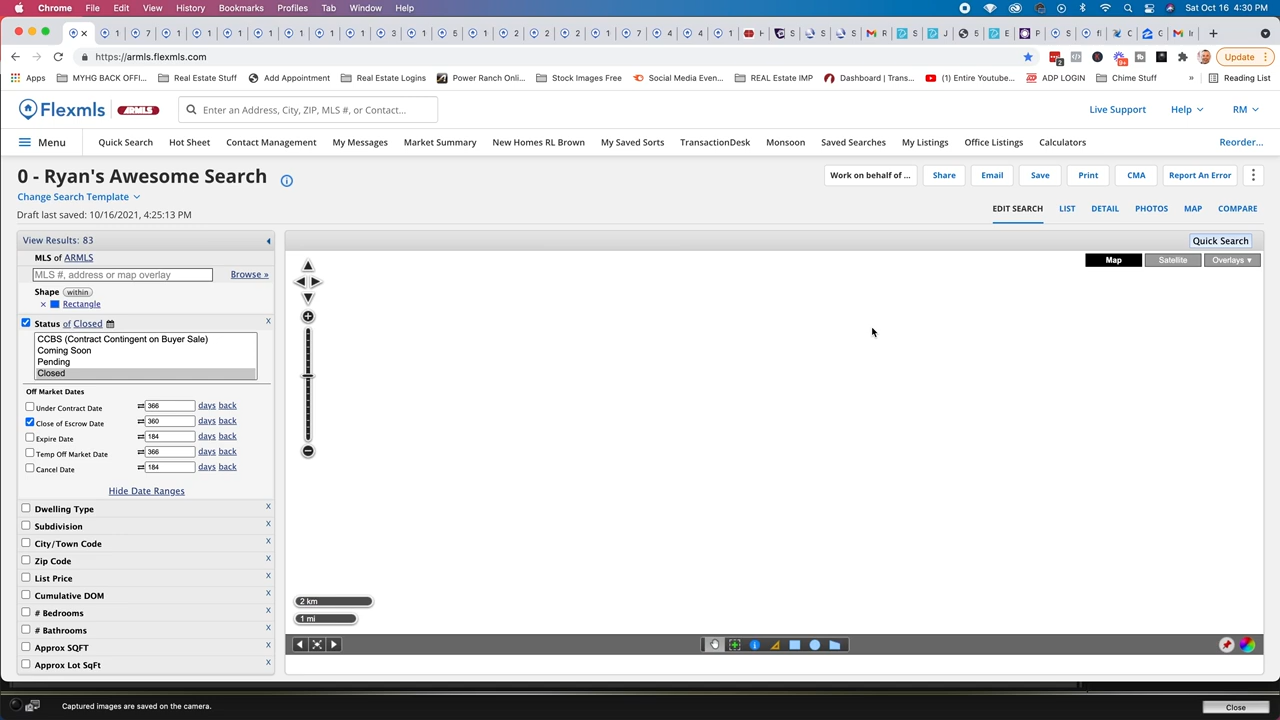 Chrome File Edit View History Bookmarks Profiles Tab Window Help Sat Oct 16 4:30 PM
https://armls.flexmls.com Update
Apps MYHG BACK OFFI... Real Estate Stuff Add Appointment Real Estate Logins Power Ranch Onli... Stock Images Free Social Media Even... REAL Estate IMP Dashboard | Trans... (1) Entire Youtube... ADP LOGIN Chime Stuff » Reading List
Flexmls ARMLS Enter an Address, City, ZIP, MLS #, or Contact... Live Support Help RM
Menu Quick Search Hot Sheet Contact Management My Messages Market Summary New Homes RL Brown My Saved Sorts TransactionDesk Monsoon Saved Searches My Listings Office Listings Calculators Reorder...
0 - Ryan's Awesome Search
Work on behalf of ... Share Email Save Print CMA Report An Error
Change Search Template
Draft last saved: 10/16/2021, 4:25:13 PM
EDIT SEARCH LIST DETAIL PHOTOS MAP COMPARE
View Results: 83 Quick Search
MLS of ARMLS
Map Satellite Overlays ▾
MLS #, address or map overlay Browse »
Shape within
× Rectangle
Status of Closed X
CCBS (Contract Contingent on Buyer Sale)
Coming Soon
Pending
Closed
Off Market Dates
Under Contract Date 366 days back
Close of Escrow Date 360 days back
Expire Date 184 days back
Temp Off Market Date 366 days back
Cancel Date 184 days back
Hide Date Ranges
Dwelling Type X
Subdivision X
City/Town Code X
Zip Code X
List Price X
Cumulative DOM X
# Bedrooms X
# Bathrooms X
Approx SQFT X
Approx Lot SqFt X
2 km
1 mi
Captured images are saved on the camera. Close